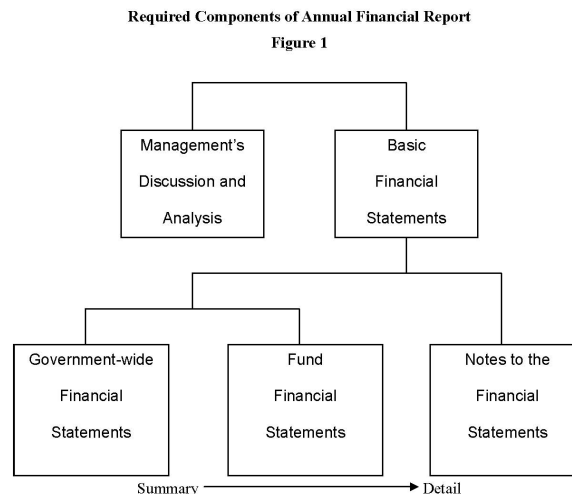 Required Components of Annual Financial Report
Figure 1
Management's
Discussion and
Analysis
Basic
Financial
Statements
Government-wide
Financial
Statements
Fund
Financial
Statements
Notes to the
Financial
Statements
Summary
Detail